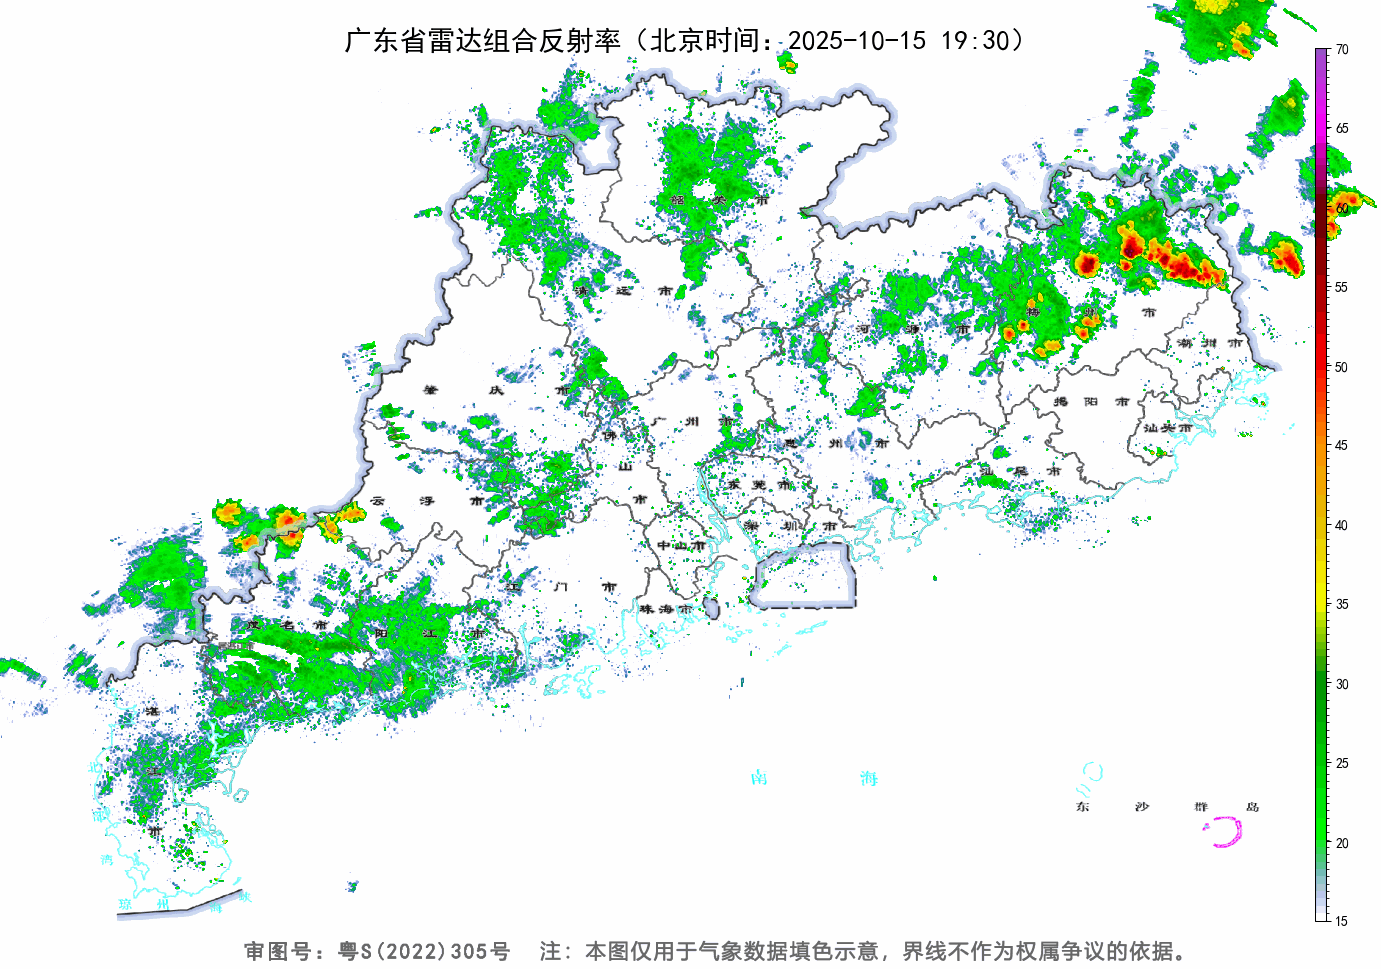 广东省雷达组合反射率（北京时间：2025-10-15 19:30）
70
65
60
55
50
45
40
35
30
25
20
15
韶关市
清远市
河源市
梅州市
潮州市
肇庆市
广州市
揭阳市
汕头市
佛山市
惠州市
汕尾市
云浮市
东莞市
深圳市
中山市
江门市
珠海市
茂名市
阳江市
湛江市
北部湾
南海
东沙群岛
琼州海峡
审图号：粤S(2022)305号 注：本图仅用于气象数据填色示意，界线不作为权属争议的依据。